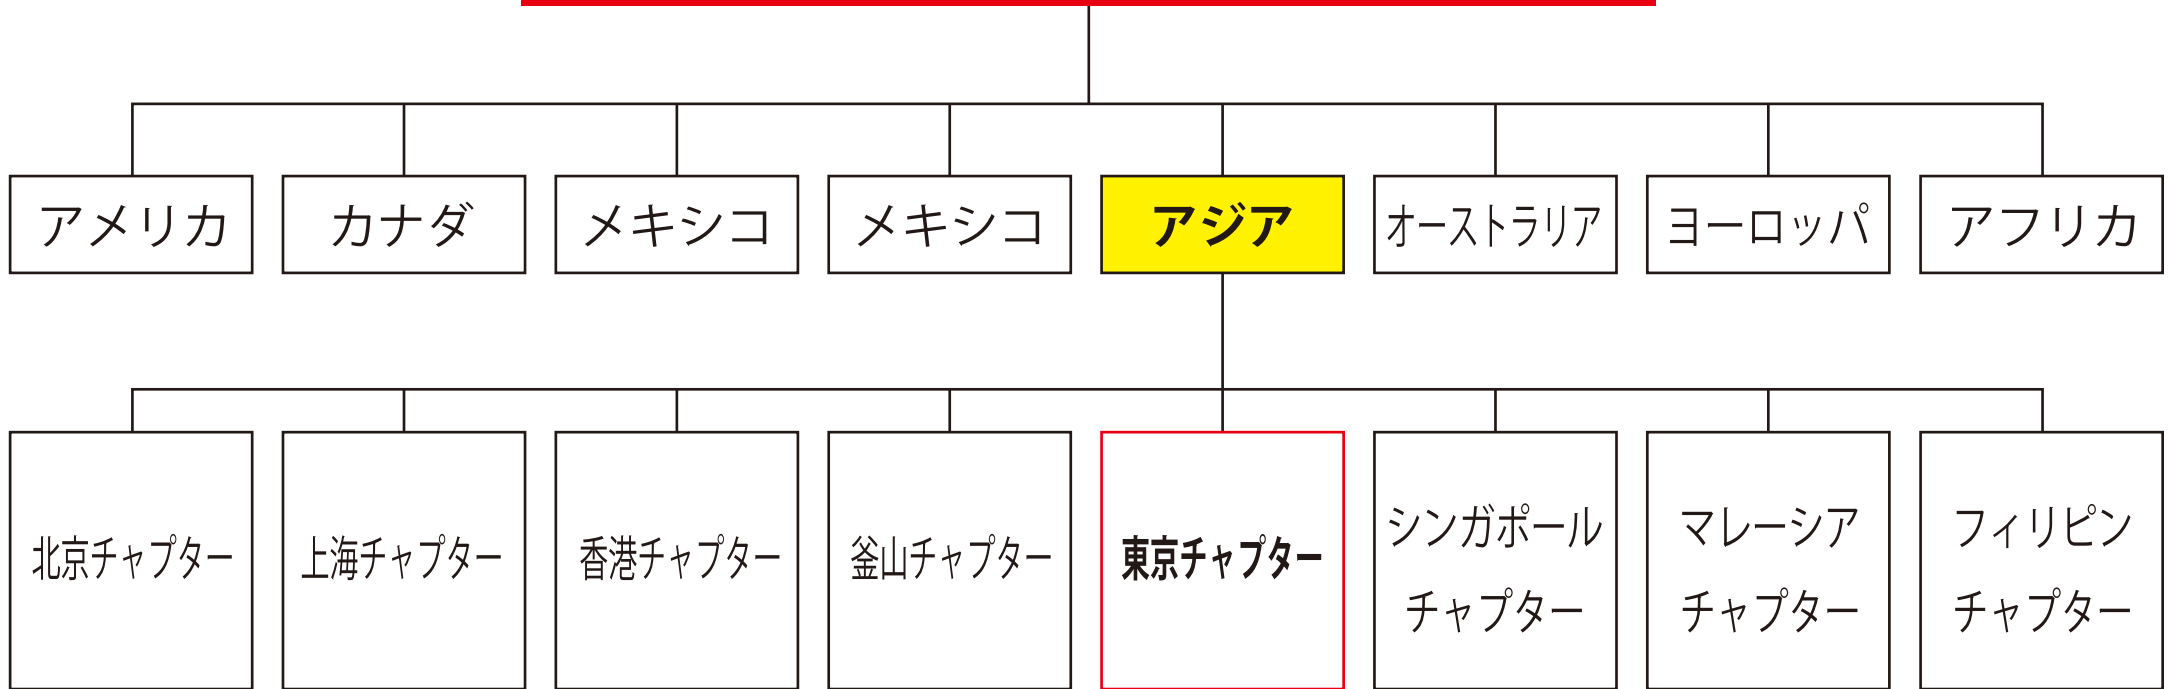 アメリカ
カナダ
メキシコ
メキシコ
アジア
オーストラリア
ヨーロッパ
アフリカ
北京チャプター
上海チャプター
香港チャプター
釜山チャプター
東京チャプター
シンガポール
チャプター
マレーシア
チャプター
フィリピン
チャプター